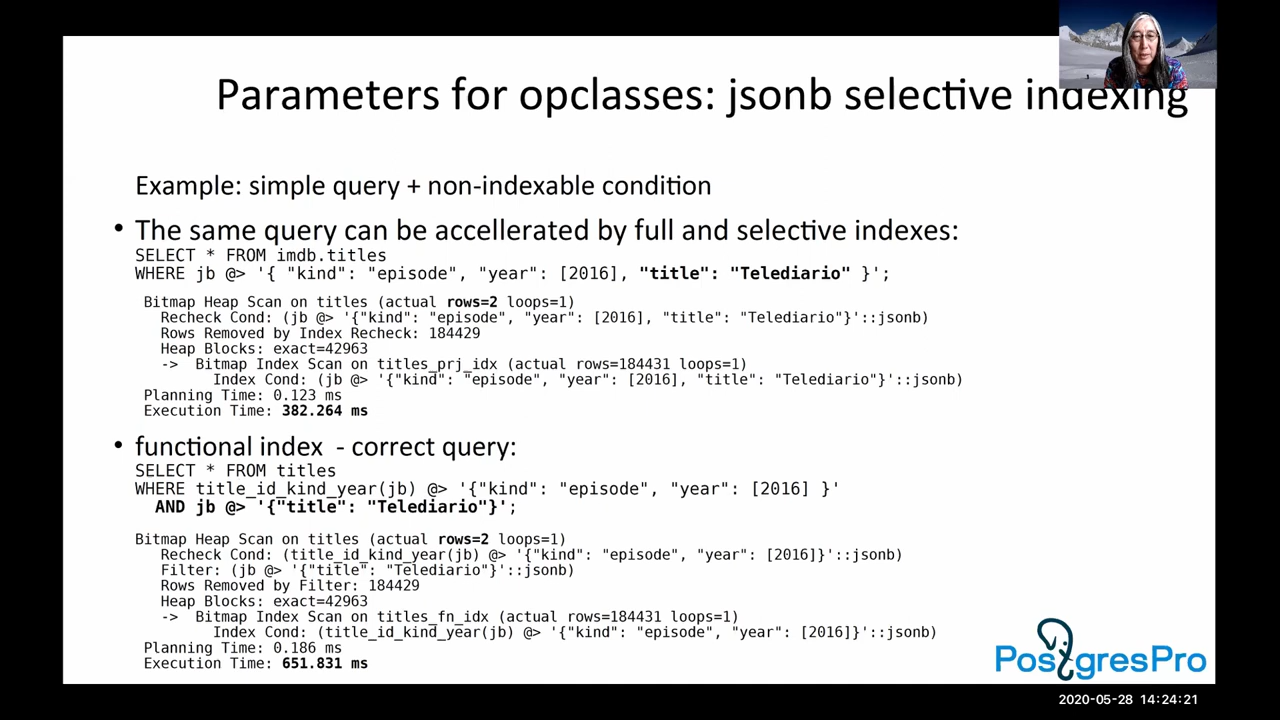 Parameters for opclasses: jsonb selective indexing
Example: simple query + non-indexable condition
• The same query can be accellerated by full and selective indexes:
SELECT * FROM imdb.titles
WHERE jb @> '{ "kind": "episode", "year": [2016], "title": "Telediario" }';
Bitmap Heap Scan on titles (actual rows=2 loops=1)
Recheck Cond: (jb @> '{"kind": "episode", "year": [2016], "title": "Telediario"}'::jsonb)
Rows Removed by Index Recheck: 184429
Heap Blocks: exact=42963
-> Bitmap Index Scan on titles_prj_idx (actual rows=184431 loops=1)
Index Cond: (jb @> '{"kind": "episode", "year": [2016], "title": "Telediario"}'::jsonb)
Planning Time: 0.123 ms
Execution Time: 382.264 ms
• functional index - correct query:
SELECT * FROM titles
WHERE title_id_kind_year(jb) @> '{"kind": "episode", "year": [2016] }'
AND jb @> '{"title": "Telediario"}';
Bitmap Heap Scan on titles (actual rows=2 loops=1)
Recheck Cond: (title_id_kind_year(jb) @> '{"kind": "episode", "year": [2016]}'::jsonb)
Filter: (jb @> '{"title": "Telediario"}'::jsonb)
Rows Removed by Filter: 184429
Heap Blocks: exact=42963
-> Bitmap Index Scan on titles_fn_idx (actual rows=184431 loops=1)
Index Cond: (title_id_kind_year(jb) @> '{"kind": "episode", "year": [2016]}'::jsonb)
Planning Time: 0.186 ms
Execution Time: 651.831 ms
PostgresPro
2020-05-28 14:24:21